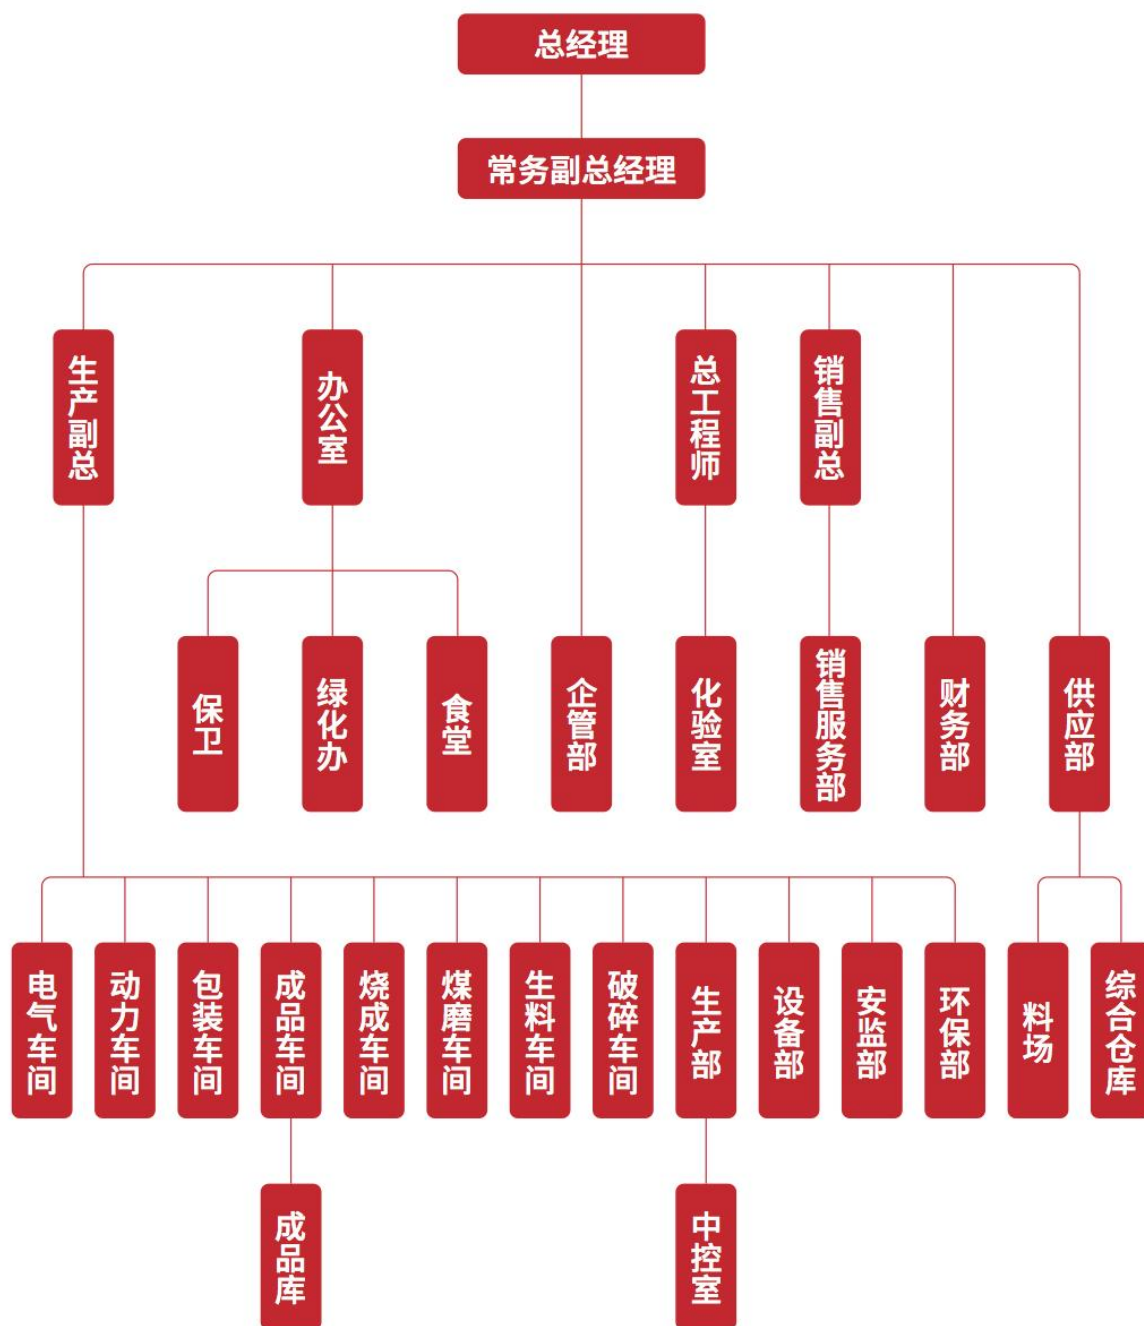 总经理
常务副总经理
生产副总
办公室
总工程师
销售副总
保卫
绿化办
食堂
企管部
化验室
销售服务部
财务部
供应部
电气车间
动力车间
包装车间
成品车间
烧成车间
煤磨车间
生料车间
破碎车间
生产部
设备部
安监部
环保部
料场
综合仓库
成品库
中控室